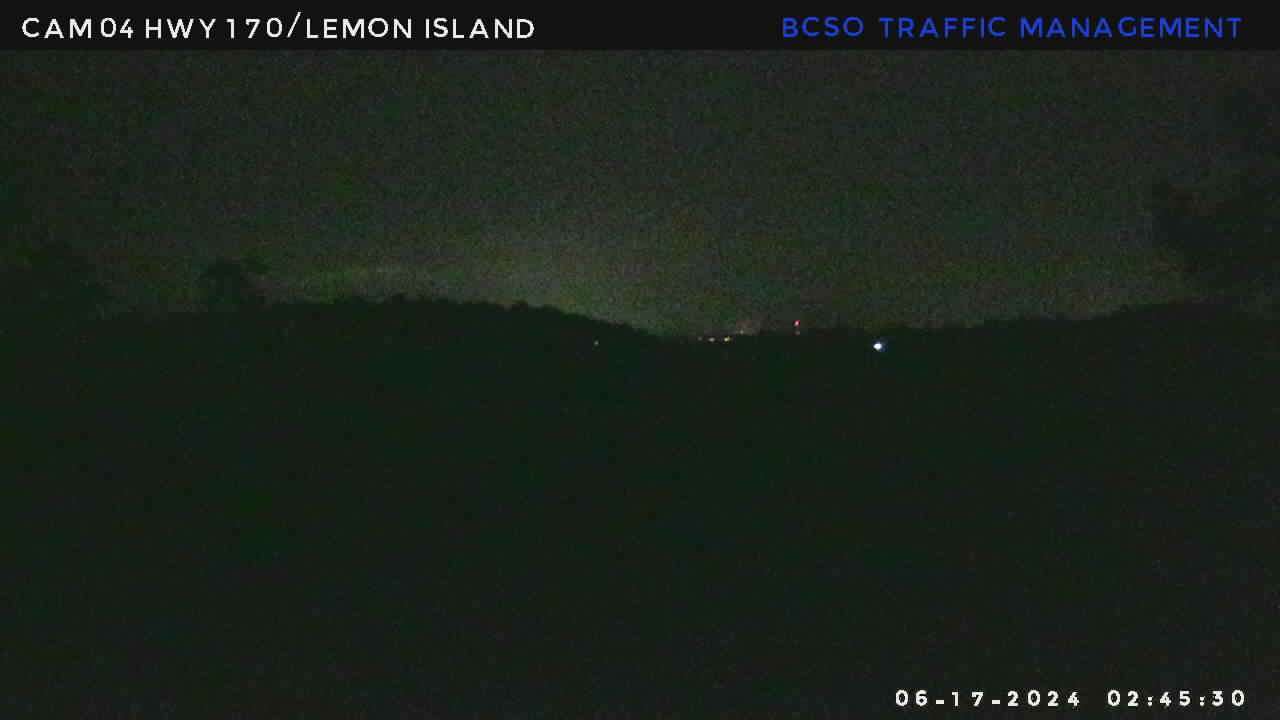 CAM04 HWY 170/LEMON ISLAND
BCSO TRAFFIC MANAGEMENT
06-17-2024 02:45:30